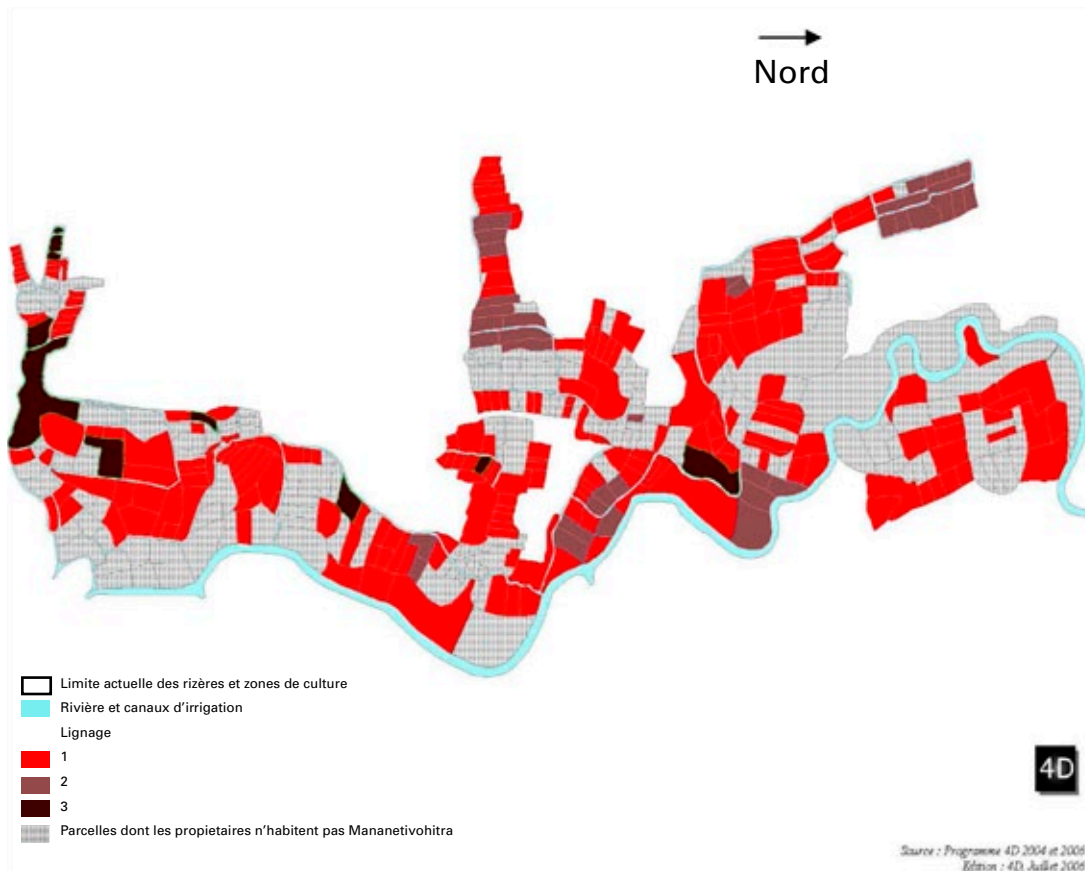 Nord
Limite actuelle des rizères et zones de culture
Rivière et canaux d'irrigation
Lignage
1
2
3
Parcelles dont les propietaires n'habitent pas Mananetivohitra
4D
Source : Programme 4D 2004 et 2006
Edition : 4D, Juillet 2006